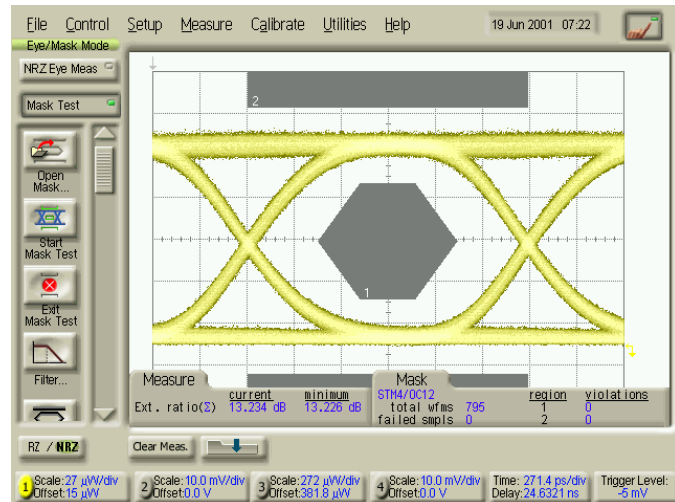 File Control Setup Measure Calibrate Utilities Help 19 Jun 2001 07:22
Eye/Mask Mode
NRZ Eye Meas
Mask Test
Open
Mask...
Start
Mask Test
Exit
Mask Test
Filter...
2
1
Measure
current minimum
Ext. ratio(Σ) 13.234 dB 13.226 dB
Mask
STM4/OC12 region violations
total wfms 795 1 0
failed smpls 0 2 0
RZ / NRZ Clear Meas.
1 Scale:27 µW/div
Offset:15 µW
2 Scale:10.0 mV/div
Offset:0.0 V
3 Scale:272 µW/div
Offset:381.8 µW
4 Scale:10.0 mV/div
Offset:0.0 V
Time: 271.4 ps/div
Delay:24.6321 ns
Trigger Level:
-5 mV